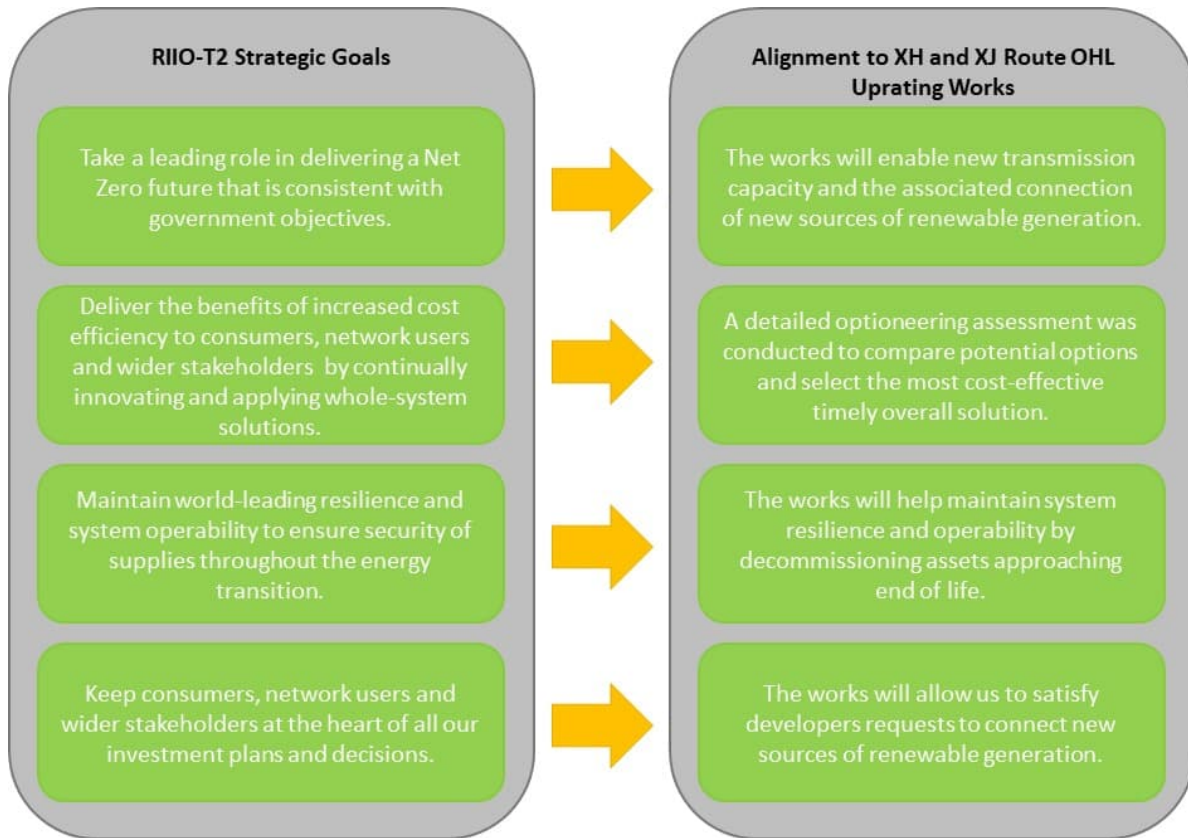 RIIO-T2 Strategic Goals
Take a leading role in delivering a Net
Zero future that is consistent with
government objectives.
Deliver the benefits of increased cost
efficiency to consumers, network users
and wider stakeholders  by continually
innovating and applying whole-system
solutions.
Maintain world-leading resilience and
system operability to ensure security of
supplies throughout the energy
transition.
Keep consumers, network users and
wider stakeholders at the heart of all our
investment plans and decisions.
Alignment to XH and XJ Route OHL
Uprating Works
The works will enable new transmission
capacity and the associated connection
of new sources of renewable generation.
A detailed optioneering assessment was
conducted to compare potential options
and select the most cost-effective
timely overall solution.
The works will help maintain system
resilience and operability by
decommissioning assets approaching
end of life.
The works will allow us to satisfy
developers requests to connect new
sources of renewable generation.